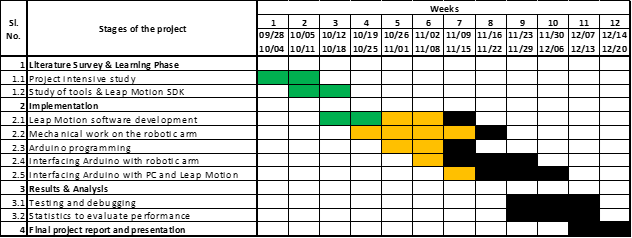 Weeks
Sl. No. Stages of the project 1 2 3 4 5 6 7 8 9 10 11 12
09/28 10/05 10/12 10/19 10/26 11/02 11/09 11/16 11/23 11/30 12/07 12/14
10/04 10/11 10/18 10/25 11/01 11/08 11/15 11/22 11/29 12/06 12/13 12/20
1 Literature Survey & Learning Phase
1.1 Project intensive study
1.2 Study of tools & Leap Motion SDK
2 Implementation
2.1 Leap Motion software development
2.2 Mechanical work on the robotic arm
2.3 Arduino programming
2.4 Interfacing Arduino with robotic arm
2.5 Interfacing Arduino with PC and Leap Motion
3 Results & Analysis
3.1 Testing and debugging
3.2 Statistics to evaluate performance
4 Final project report and presentation